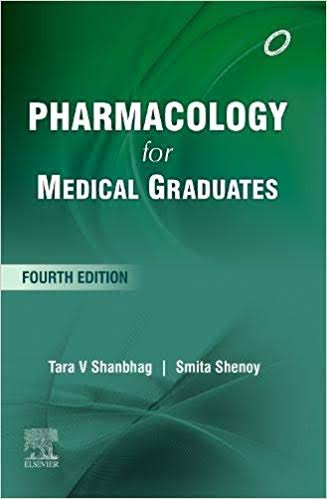 PHARMACOLOGY
for
MEDICAL GRADUATES
FOURTH EDITION
Tara V Shanbhag | Smita Shenoy
ELSEVIER